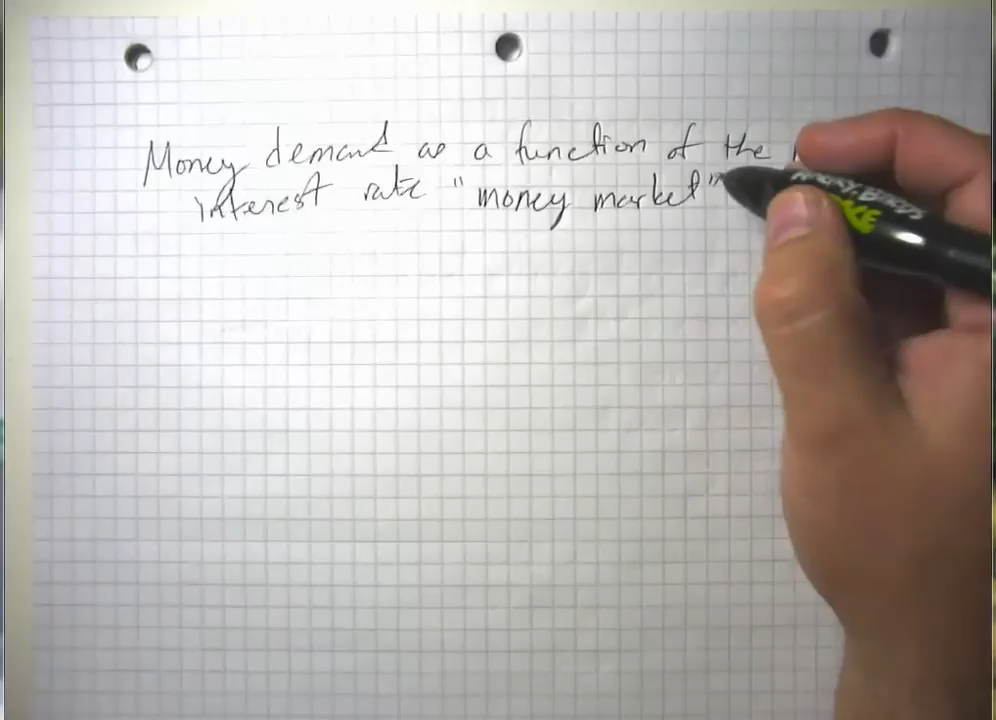 Money demand as a function of the
interest rate "money market"